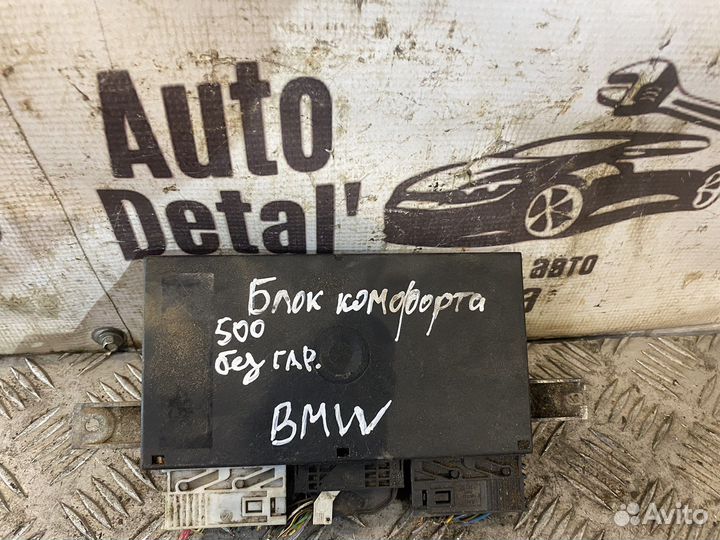 Auto
Detal'
авто
Блок комфорта
500
без гар.
BMW
Avito